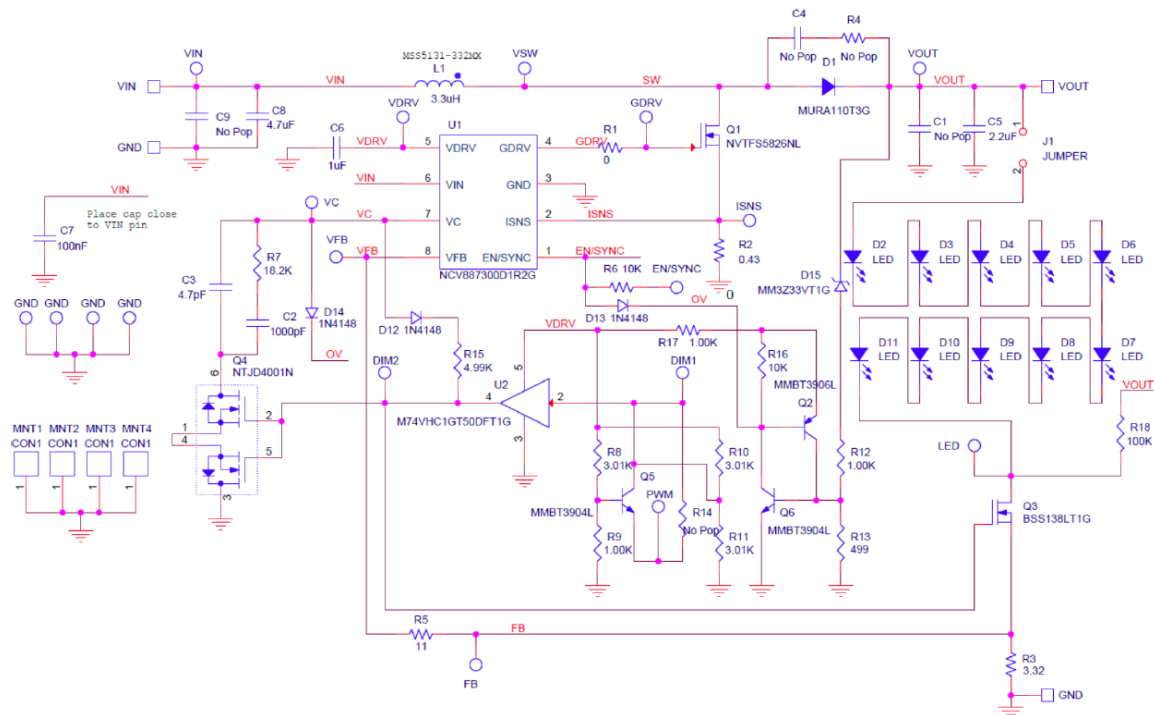 C4
R4
No Pop
No Pop
VIN
MSS5131-332MX
VSW
D1
VOUT
L1
VIN
VIN
SW
VOUT
VOUT
3.3uH
MURA110T3G
C9
No Pop
C8
4.7uF
VDRV
GDRV
Q1
NVTFS5826NL
C1
No Pop
C5
2.2uF
1
J1
JUMPER
2
GND
C6
1uF
VDRV
U1
5
VDRV
GDRV
4
GDRV
R1
0
VIN
6
VIN
GND
3
VC
7
VC
ISNS
2
ISNS
ISNS
VFB
8
VFB
EN/SYNC
1
EN/SYNC
NCV887300D1R2G
VIN
Place cap close
to VIN pin
C7
100nF
VC
VFB
R7
18.2K
C3
4.7pF
C2
1000pF
R2
0.43
0
R6 10K
EN/SYNC
OV
D13 1N4148
D15
MM3Z33VT1G
D2
LED
D3
LED
D4
LED
D5
LED
D6
LED
D11
LED
D10
LED
D9
LED
D8
LED
D7
LED
VOUT
R18
100K
GND
GND
GND
GND
D14
1N4148
OV
D12 1N4148
VDRV
R17 1.00K
R15
4.99K
DIM2
DIM1
R16
10K
MMBT3906L
Q2
Q4
NTJD4001N
6
1
4
2
5
3
U2
5
4
2
3
M74VHC1GT50DFT1G
MNT1
CON1
MNT2
CON1
MNT3
CON1
MNT4
CON1
1
1
1
1
R8
3.01K
R10
3.01K
Q5
PWM
MMBT3904L
R9
1.00K
R14
No Pop
R11
3.01K
Q6
MMBT3904L
R12
1.00K
R13
499
LED
Q3
BSS138LT1G
R5
11
FB
FB
R3
3.32
GND